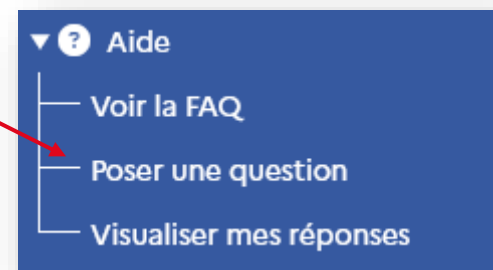 Aide
Voir la FAQ
Poser une question
Visualiser mes réponses